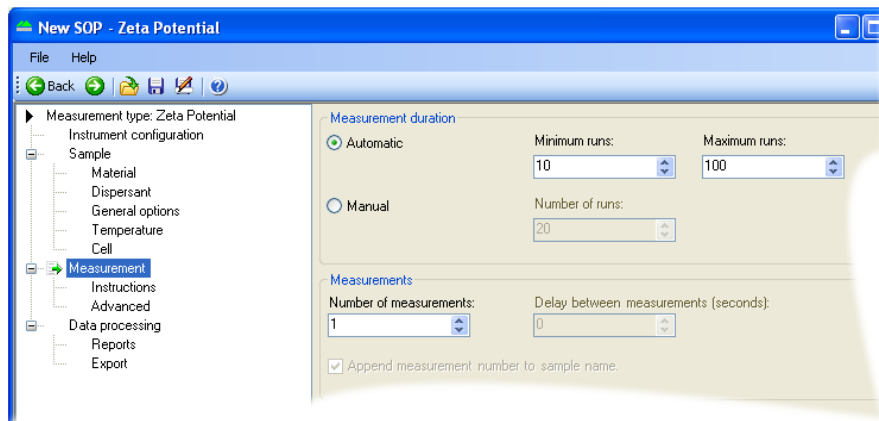 New SOP - Zeta Potential
File Help
Back
Measurement type: Zeta Potential
Instrument configuration
Sample
Material
Dispersant
General options
Temperature
Cell
Measurement
Instructions
Advanced
Data processing
Reports
Export
Measurement duration
Automatic
Minimum runs:
Maximum runs:
10
100
Manual
Number of runs:
20
Measurements
Number of measurements:
Delay between measurements (seconds):
1
0
Append measurement number to sample name.